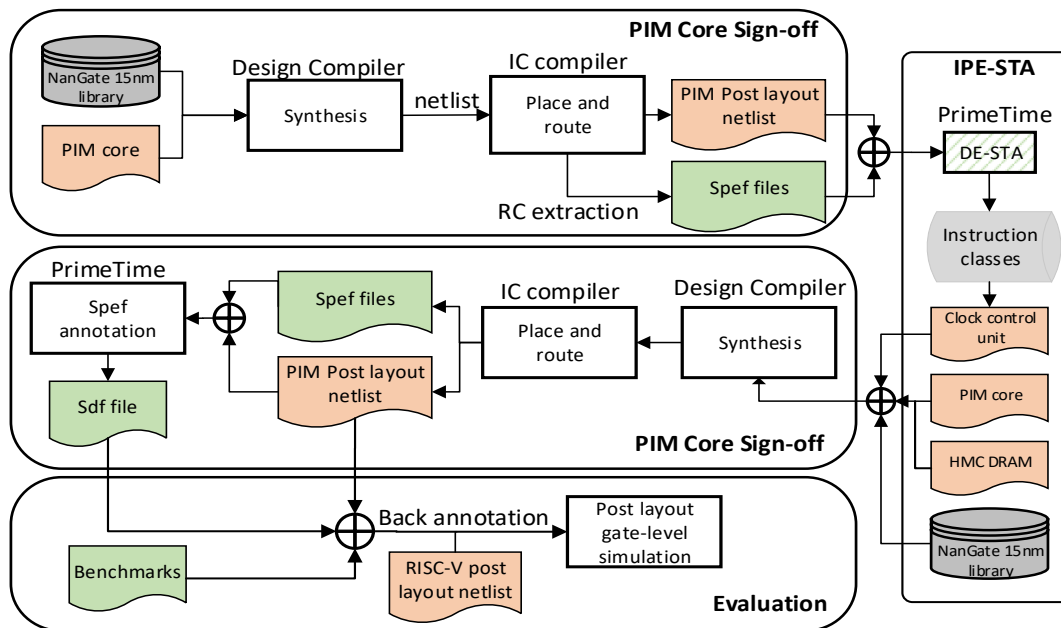 PIM Core Sign-off
NanGate 15nm
library
PIM core
Design Compiler
Synthesis
netlist
IC compiler
Place and
route
RC extraction
PIM Post layout
netlist
Spef files
IPE-STA
PrimeTime
DE-STA
Instruction
classes
Clock control
unit
PIM core
HMC DRAM
NanGate 15nm
library
PrimeTime
Spef
annotation
Sdf file
Spef files
PIM Post layout
netlist
IC compiler
Place and
route
Design Compiler
Synthesis
PIM Core Sign-off
Benchmarks
Back annotation
RISC-V post
layout netlist
Post layout
gate-level
simulation
Evaluation